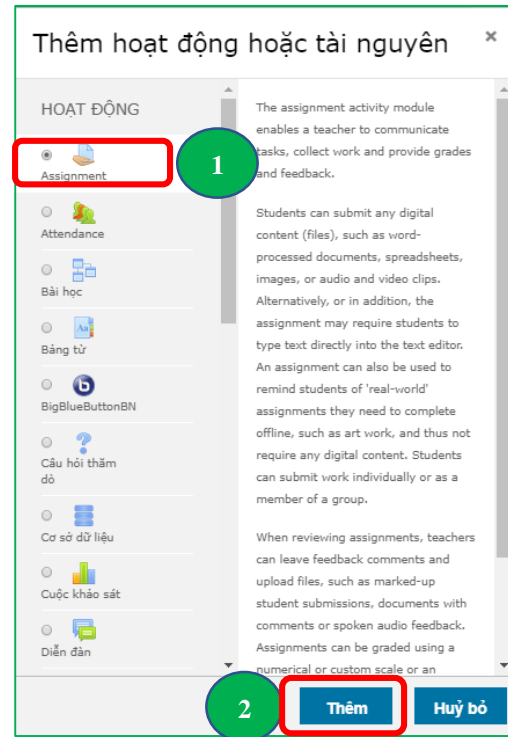 Thêm hoạt động hoặc tài nguyên ×
HOẠT ĐỘNG
Assignment
1
Attendance
Bài học
Aa
Bảng từ
b
BigBlueButtonBN
?
Câu hỏi thăm
dò
Cơ sở dữ liệu
Cuộc khảo sát
Diễn đàn
The assignment activity module
enables a teacher to communicate
tasks, collect work and provide grades
and feedback.
Students can submit any digital
content (files), such as word-
processed documents, spreadsheets,
images, or audio and video clips.
Alternatively, or in addition, the
assignment may require students to
type text directly into the text editor.
An assignment can also be used to
remind students of 'real-world'
assignments they need to complete
offline, such as art work, and thus not
require any digital content. Students
can submit work individually or as a
member of a group.
When reviewing assignments, teachers
can leave feedback comments and
upload files, such as marked-up
student submissions, documents with
comments or spoken audio feedback.
Assignments can be graded using a
numerical or custom scale or an
2
Thêm
Huỷ bỏ